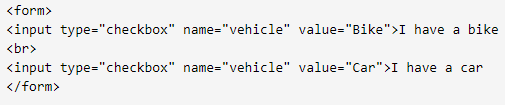 <form>
<input type="checkbox" name="vehicle" value="Bike">I have a bike
<br>
<input type="checkbox" name="vehicle" value="Car">I have a car
</form>